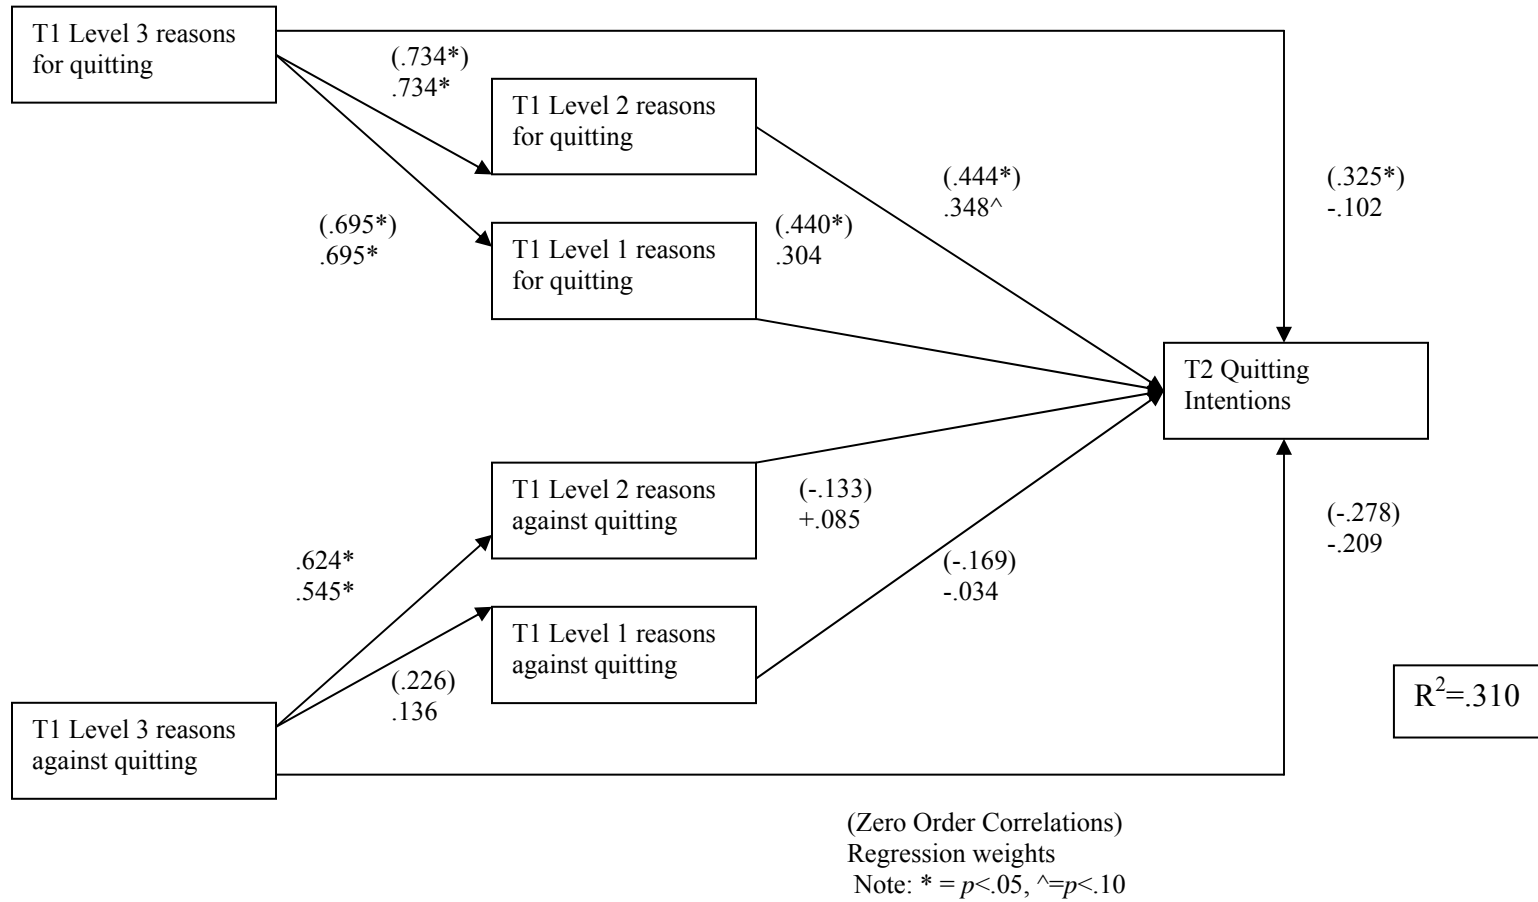 T1 Level 3 reasons
for quitting
(.734*)
.734*
T1 Level 2 reasons
for quitting
(.695*)
.695*
T1 Level 1 reasons
for quitting
(.440*)
.304
(.444*)
.348^
(.325*)
-.102
T2 Quitting
Intentions
T1 Level 2 reasons
against quitting
(-.133)
+.085
.624*
.545*
(-.169)
-.034
(-.278)
-.209
T1 Level 1 reasons
against quitting
(.226)
.136
T1 Level 3 reasons
against quitting
R²=.310
(Zero Order Correlations)
Regression weights
Note: * = p<.05, ^=p<.10